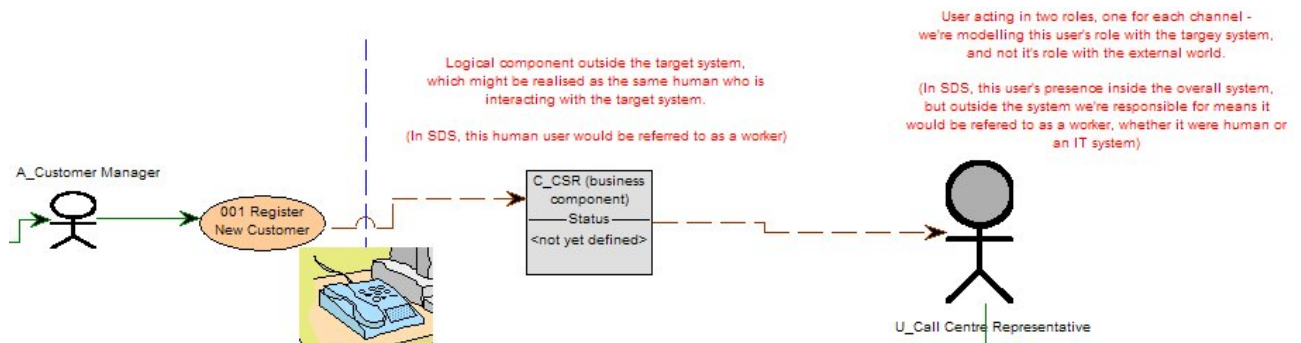 User acting in two roles, one for each channel -
we're modelling this user's role with the targey system,
and not it's role with the external world.
(In SDS, this user's presence inside the overall system,
but outside the system we're responsible for means it
would be refered to as a worker, whether it were human or
an IT system)
Logical component outside the target system,
which might be realised as the same human who is
interacting with the target system.
(In SDS, this human user would be referred to as a worker)
A_Customer Manager
001 Register
New Customer
C_CSR (business
component)
Status
<not yet defined>
U_Call Centre Representative